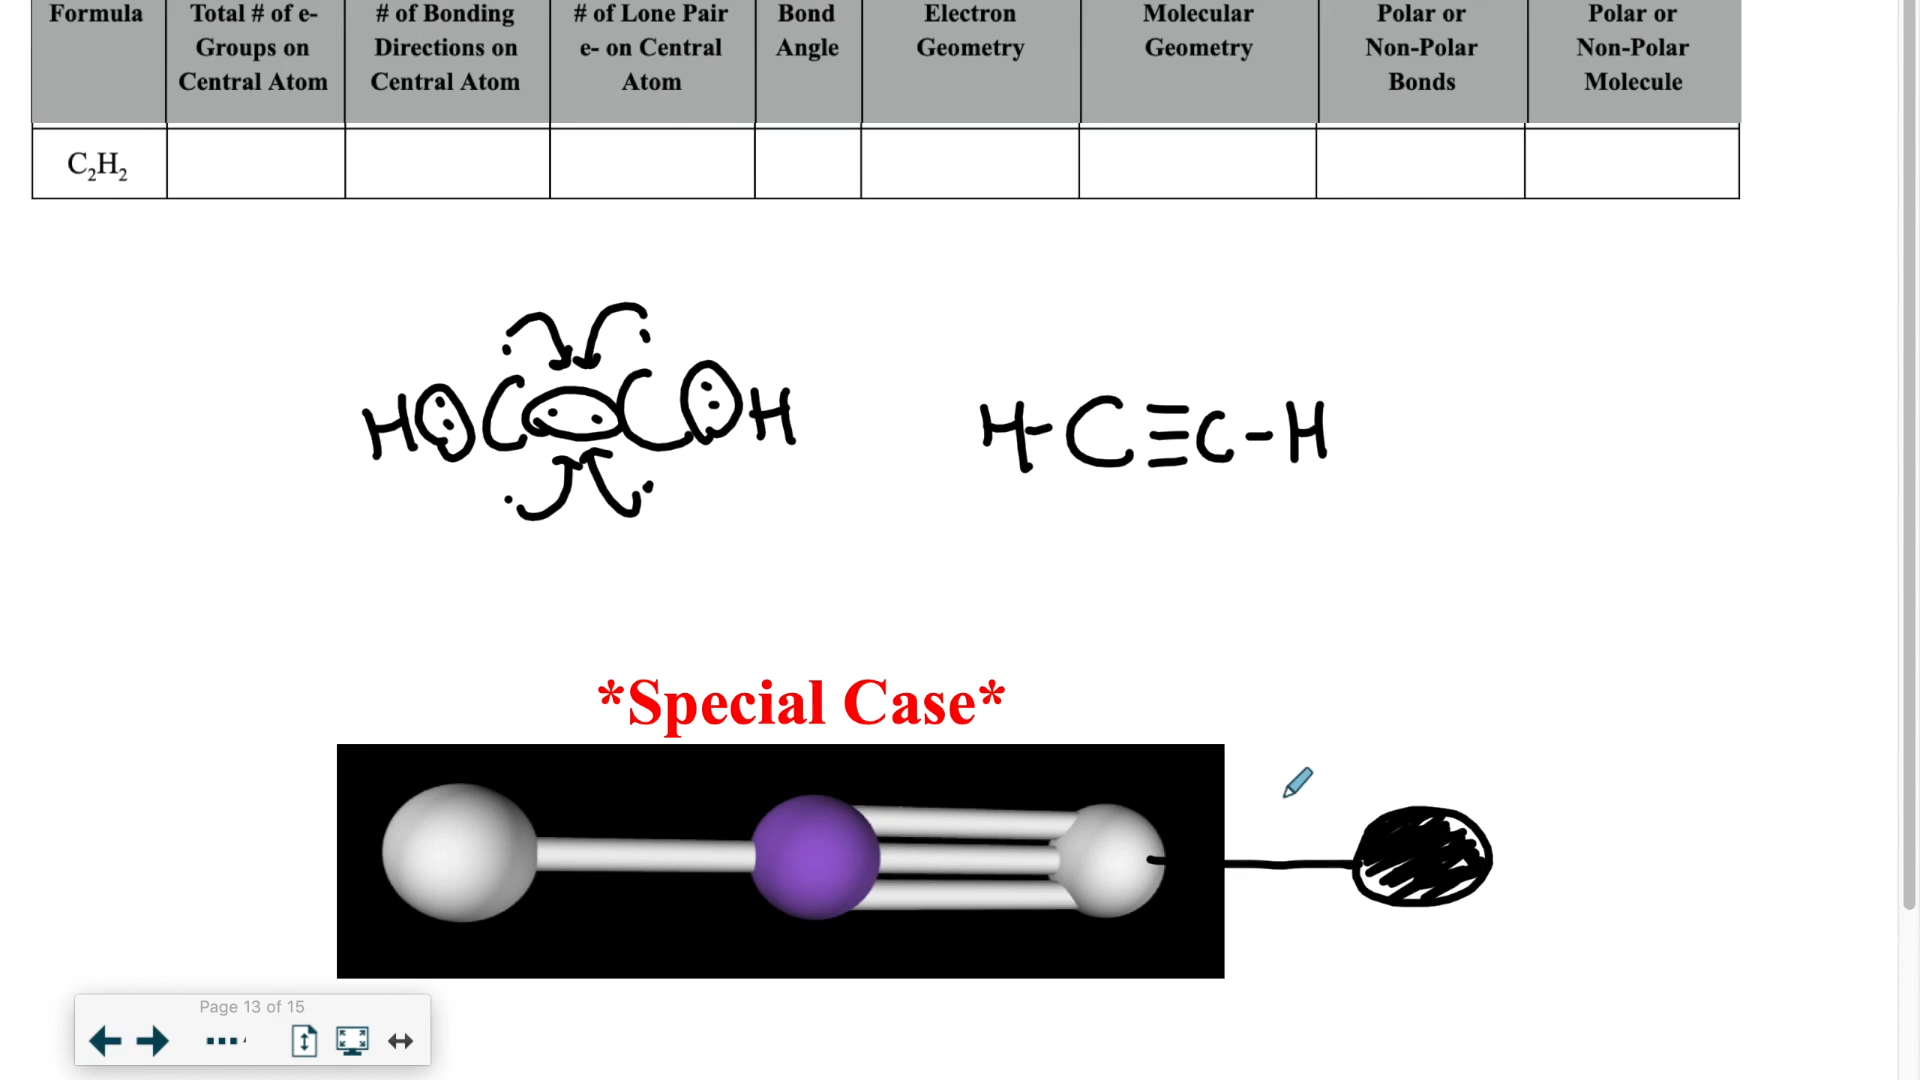 Formula
Total # of e-
Groups on
Central Atom
# of Bonding
Directions on
Central Atom
# of Lone Pair
e- on Central
Atom
Bond
Angle
Electron
Geometry
Molecular
Geometry
Polar or
Non-Polar
Bonds
Polar or
Non-Polar
Molecule
C₂H₂
H:C··C:H
H-C≡C-H
*Special Case*
Page 13 of 15